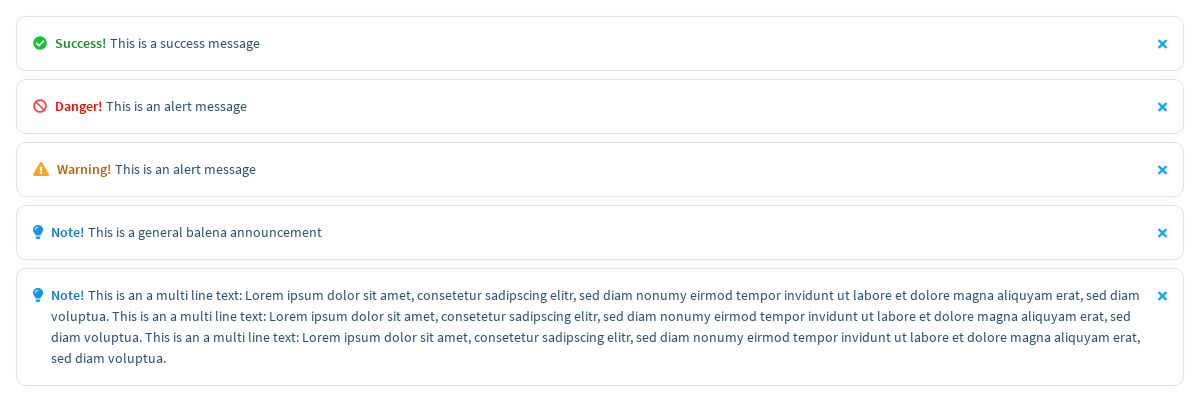 Success! This is a success message
Danger! This is an alert message
Warning! This is an alert message
Note! This is a general balena announcement
Note! This is an a multi line text: Lorem ipsum dolor sit amet, consetetur sadipscing elitr, sed diam nonumy eirmod tempor invidunt ut labore et dolore magna aliquyam erat, sed diam
voluptua. This is an a multi line text: Lorem ipsum dolor sit amet, consetetur sadipscing elitr, sed diam nonumy eirmod tempor invidunt ut labore et dolore magna aliquyam erat, sed
diam voluptua. This is an a multi line text: Lorem ipsum dolor sit amet, consetetur sadipscing elitr, sed diam nonumy eirmod tempor invidunt ut labore et dolore magna aliquyam erat,
sed diam voluptua.